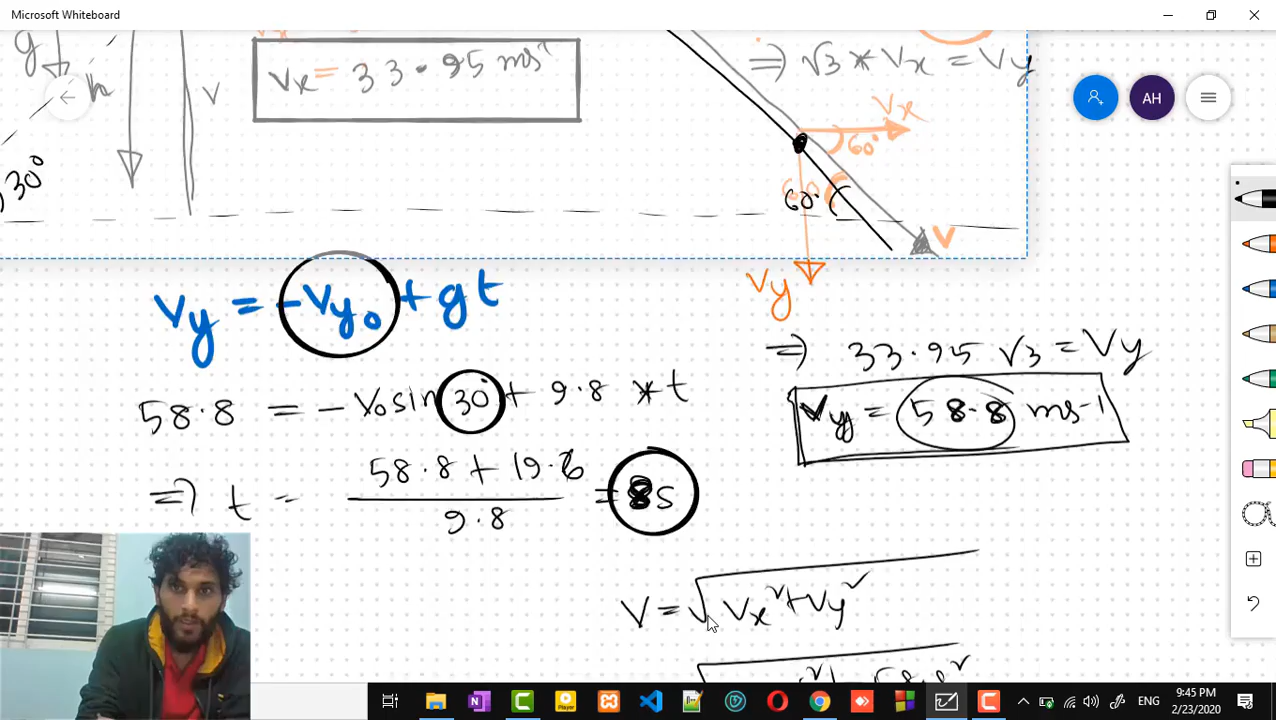 Microsoft Whiteboard
g
h
V
30°
Vx = 33.95 ms⁻¹
=> √3 * Vx = Vy
Vx
60°
60°
V
Vy
AH
Vy = -Vy₀ + gt
58.8 = - V₀sin30° + 9.8 * t
=> t = 58.8 + 19.6 / 9.8 = 8s
=> 33.95 √3 = Vy
Vy = 58.8 ms⁻¹
V = √Vx² + Vy²
ENG
9:45 PM
2/23/2020